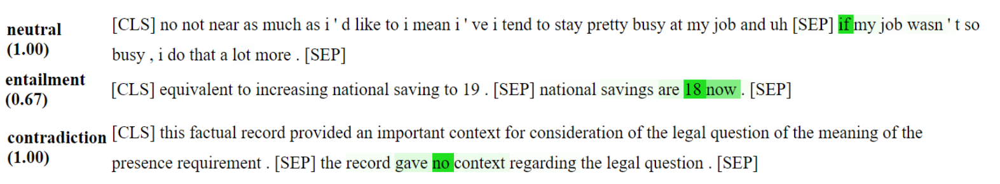 neutral [CLS] no not near as much as i ' d like to i mean i ' ve i tend to stay pretty busy at my job and uh [SEP] if my job wasn ' t so
(1.00) busy , i do that a lot more . [SEP]
entailment [CLS] equivalent to increasing national saving to 19 . [SEP] national savings are 18 now . [SEP]
(0.67)
contradiction [CLS] this factual record provided an important context for consideration of the legal question of the meaning of the
(1.00) presence requirement . [SEP] the record gave no context regarding the legal question . [SEP]